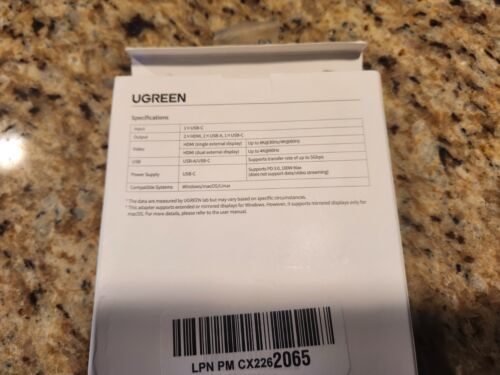 UGREEN
Specifications
Input 1×USB-C
Output 2×HDMI, 2×USB-A, 1×USB-C
Video HDMI (single external display) Up to 8K@30Hz/4K@60Hz
HDMI (dual external display) Up to 4K@60Hz
USB USB-A/USB-C Supports transfer rate of up to 5Gbps
Power Supply USB-C Supports PD 3.0, 100W Max
(does not support data/video streaming)
Compatible Systems Windows/macOS/Linux
* The data are measured by UGREEN lab but may vary based on specific circumstances.
* This adapter supports extended or mirrored displays for Windows. However, it supports mirrored displays only for
macOS. For more details, please refer to the user manual.
LPN PM CX2262065